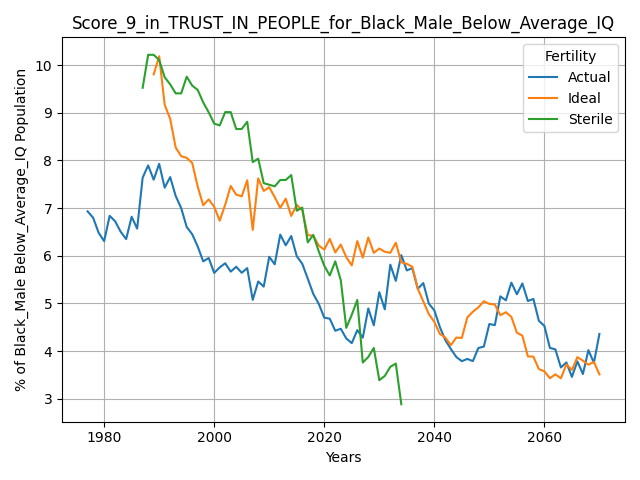 Score_9_in_TRUST_IN_PEOPLE_for_Black_Male_Below_Average_IQ
% of Black_Male Below_Average_IQ Population
10
9
8
7
6
5
4
3
Fertility
Actual
Ideal
Sterile
1980 2000 2020 2040 2060
Years